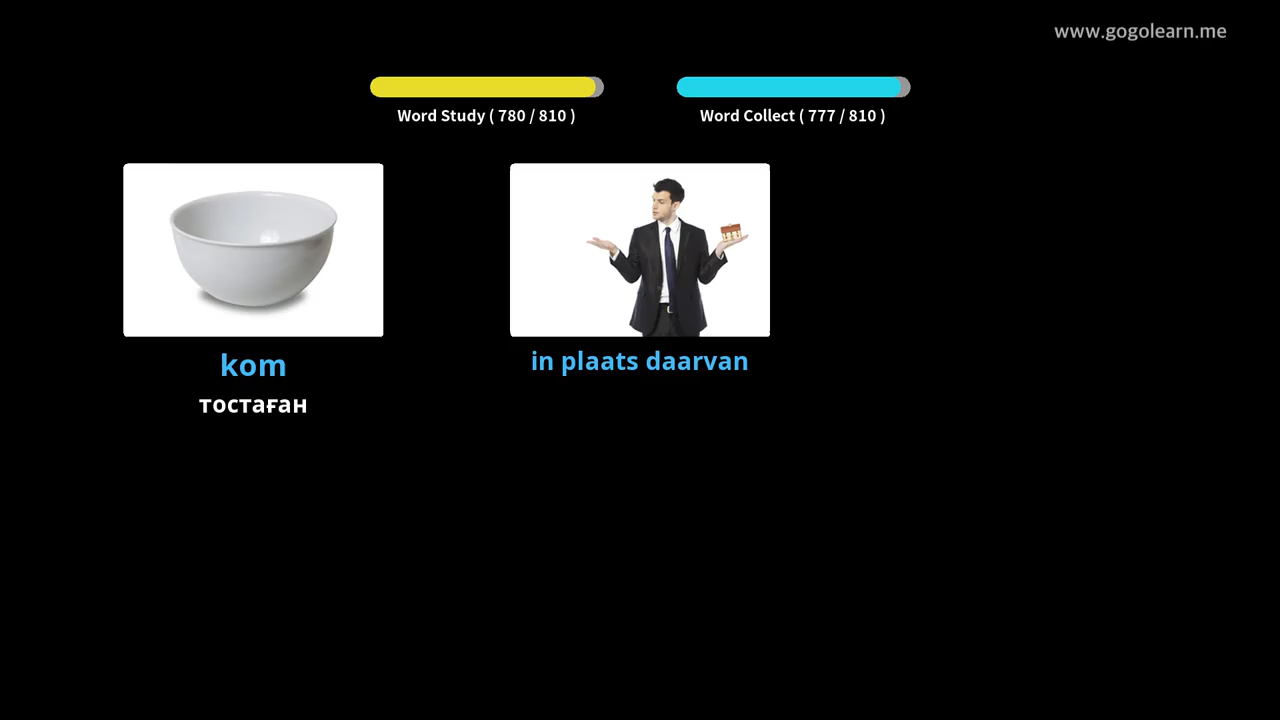 www.gogolearn.me
Word Study ( 780 / 810 )
Word Collect ( 777 / 810 )
kom
тостаған
in plaats daarvan